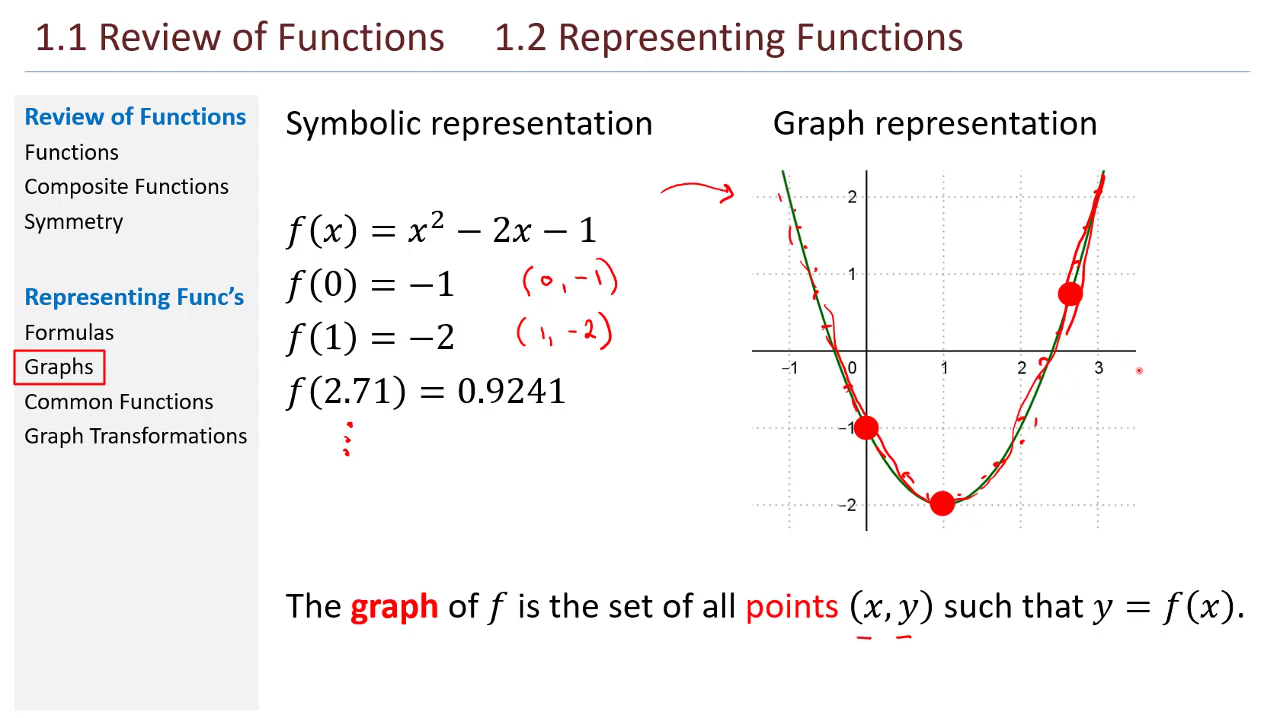 1.1 Review of Functions 1.2 Representing Functions
Review of Functions
Functions
Composite Functions
Symmetry
Representing Func's
Formulas
Graphs
Common Functions
Graph Transformations
Symbolic representation
f(x) = x² − 2x − 1
f(0) = −1 (0, -1)
f(1) = −2 (1, -2)
f(2.71) = 0.9241
⋮
Graph representation
2
1
−1 0 1 2 3
−1
−2
The graph of f is the set of all points (x, y) such that y = f(x).